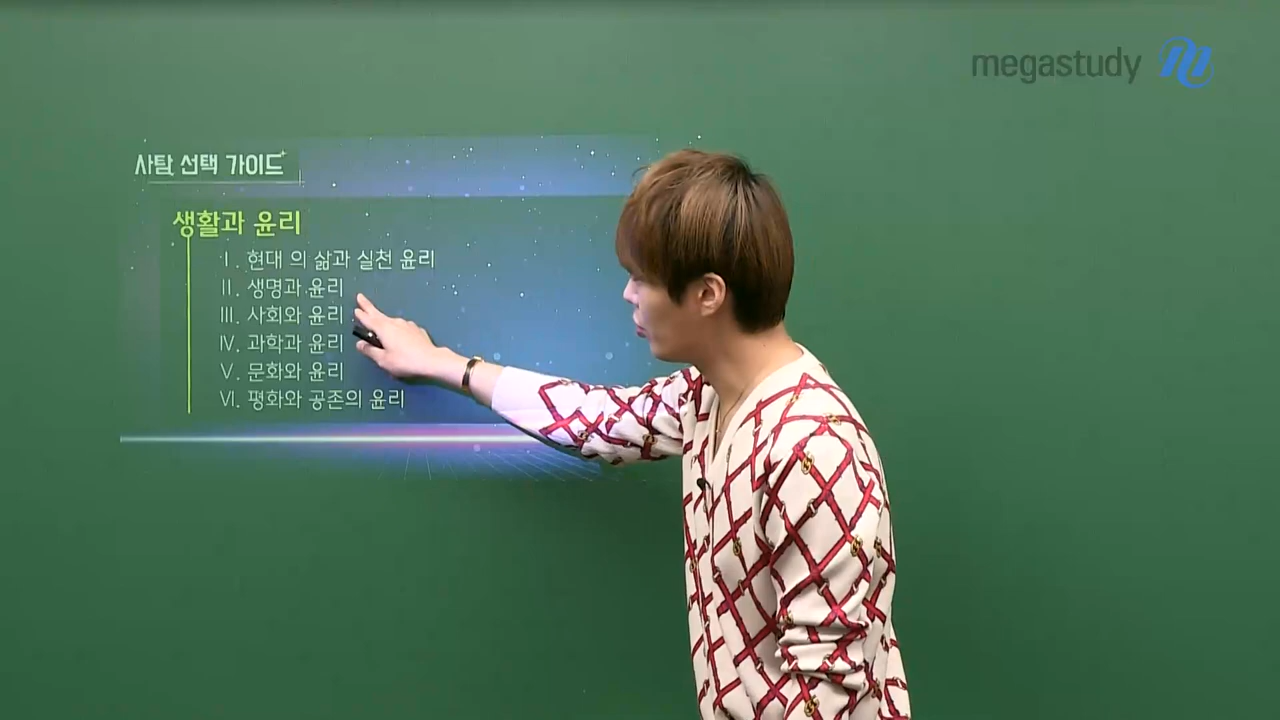 megastudy
사탐 선택 가이드
생활과 윤리
Ⅰ. 현대 의 삶과 실천 윤리
Ⅱ. 생명과 윤리
Ⅲ. 사회와 윤리
Ⅳ. 과학과 윤리
Ⅴ. 문화와 윤리
Ⅵ. 평화와 공존의 윤리